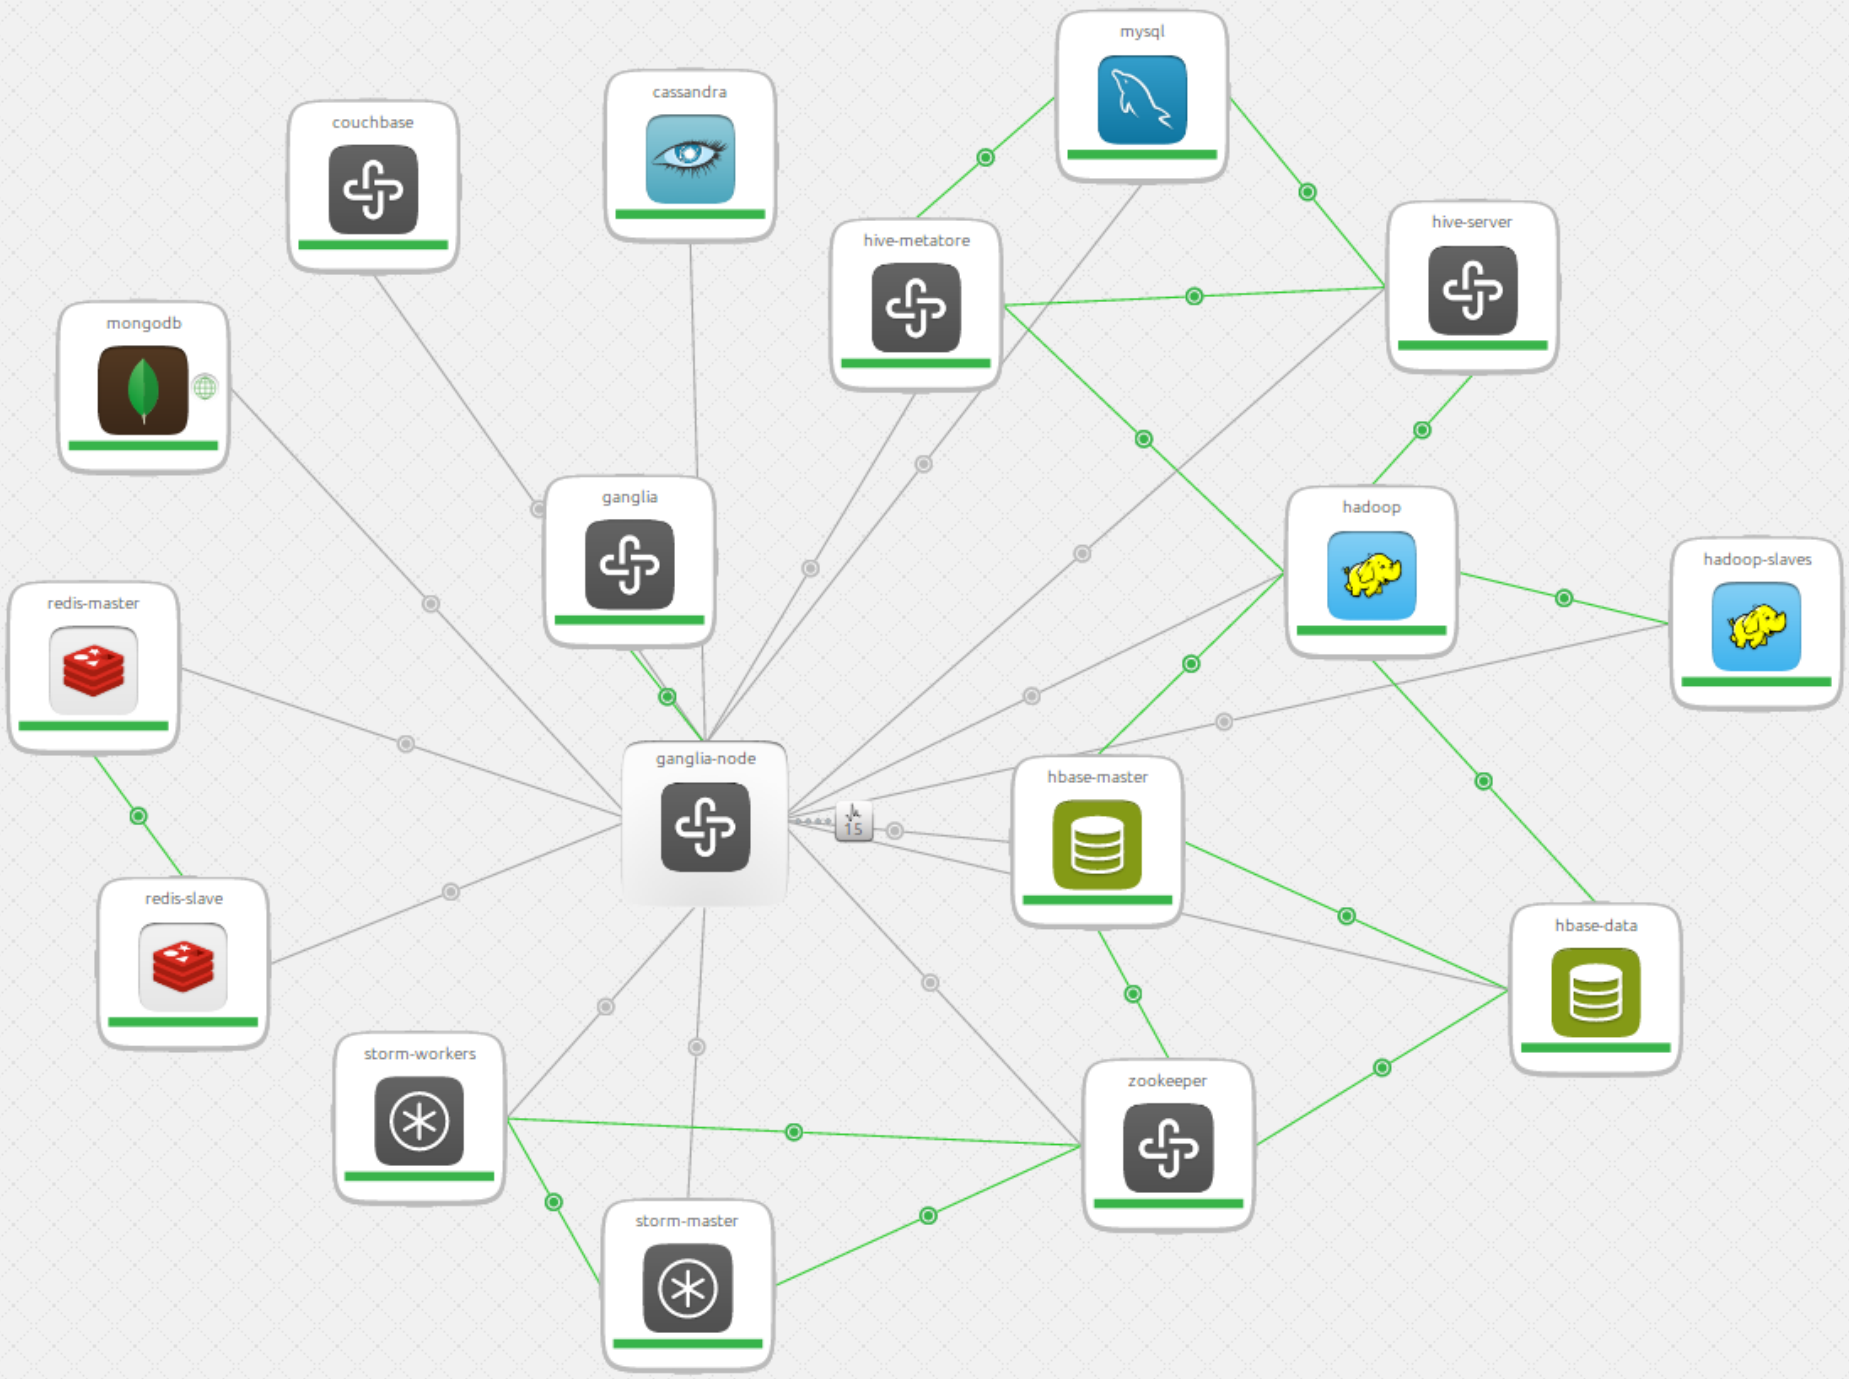 mysql
cassandra
couchbase
hive-server
hive-metatore
mongodb
ganglia
hadoop
hadoop-slaves
redis-master
ganglia-node
hbase-master
15
redis-slave
hbase-data
storm-workers
zookeeper
storm-master